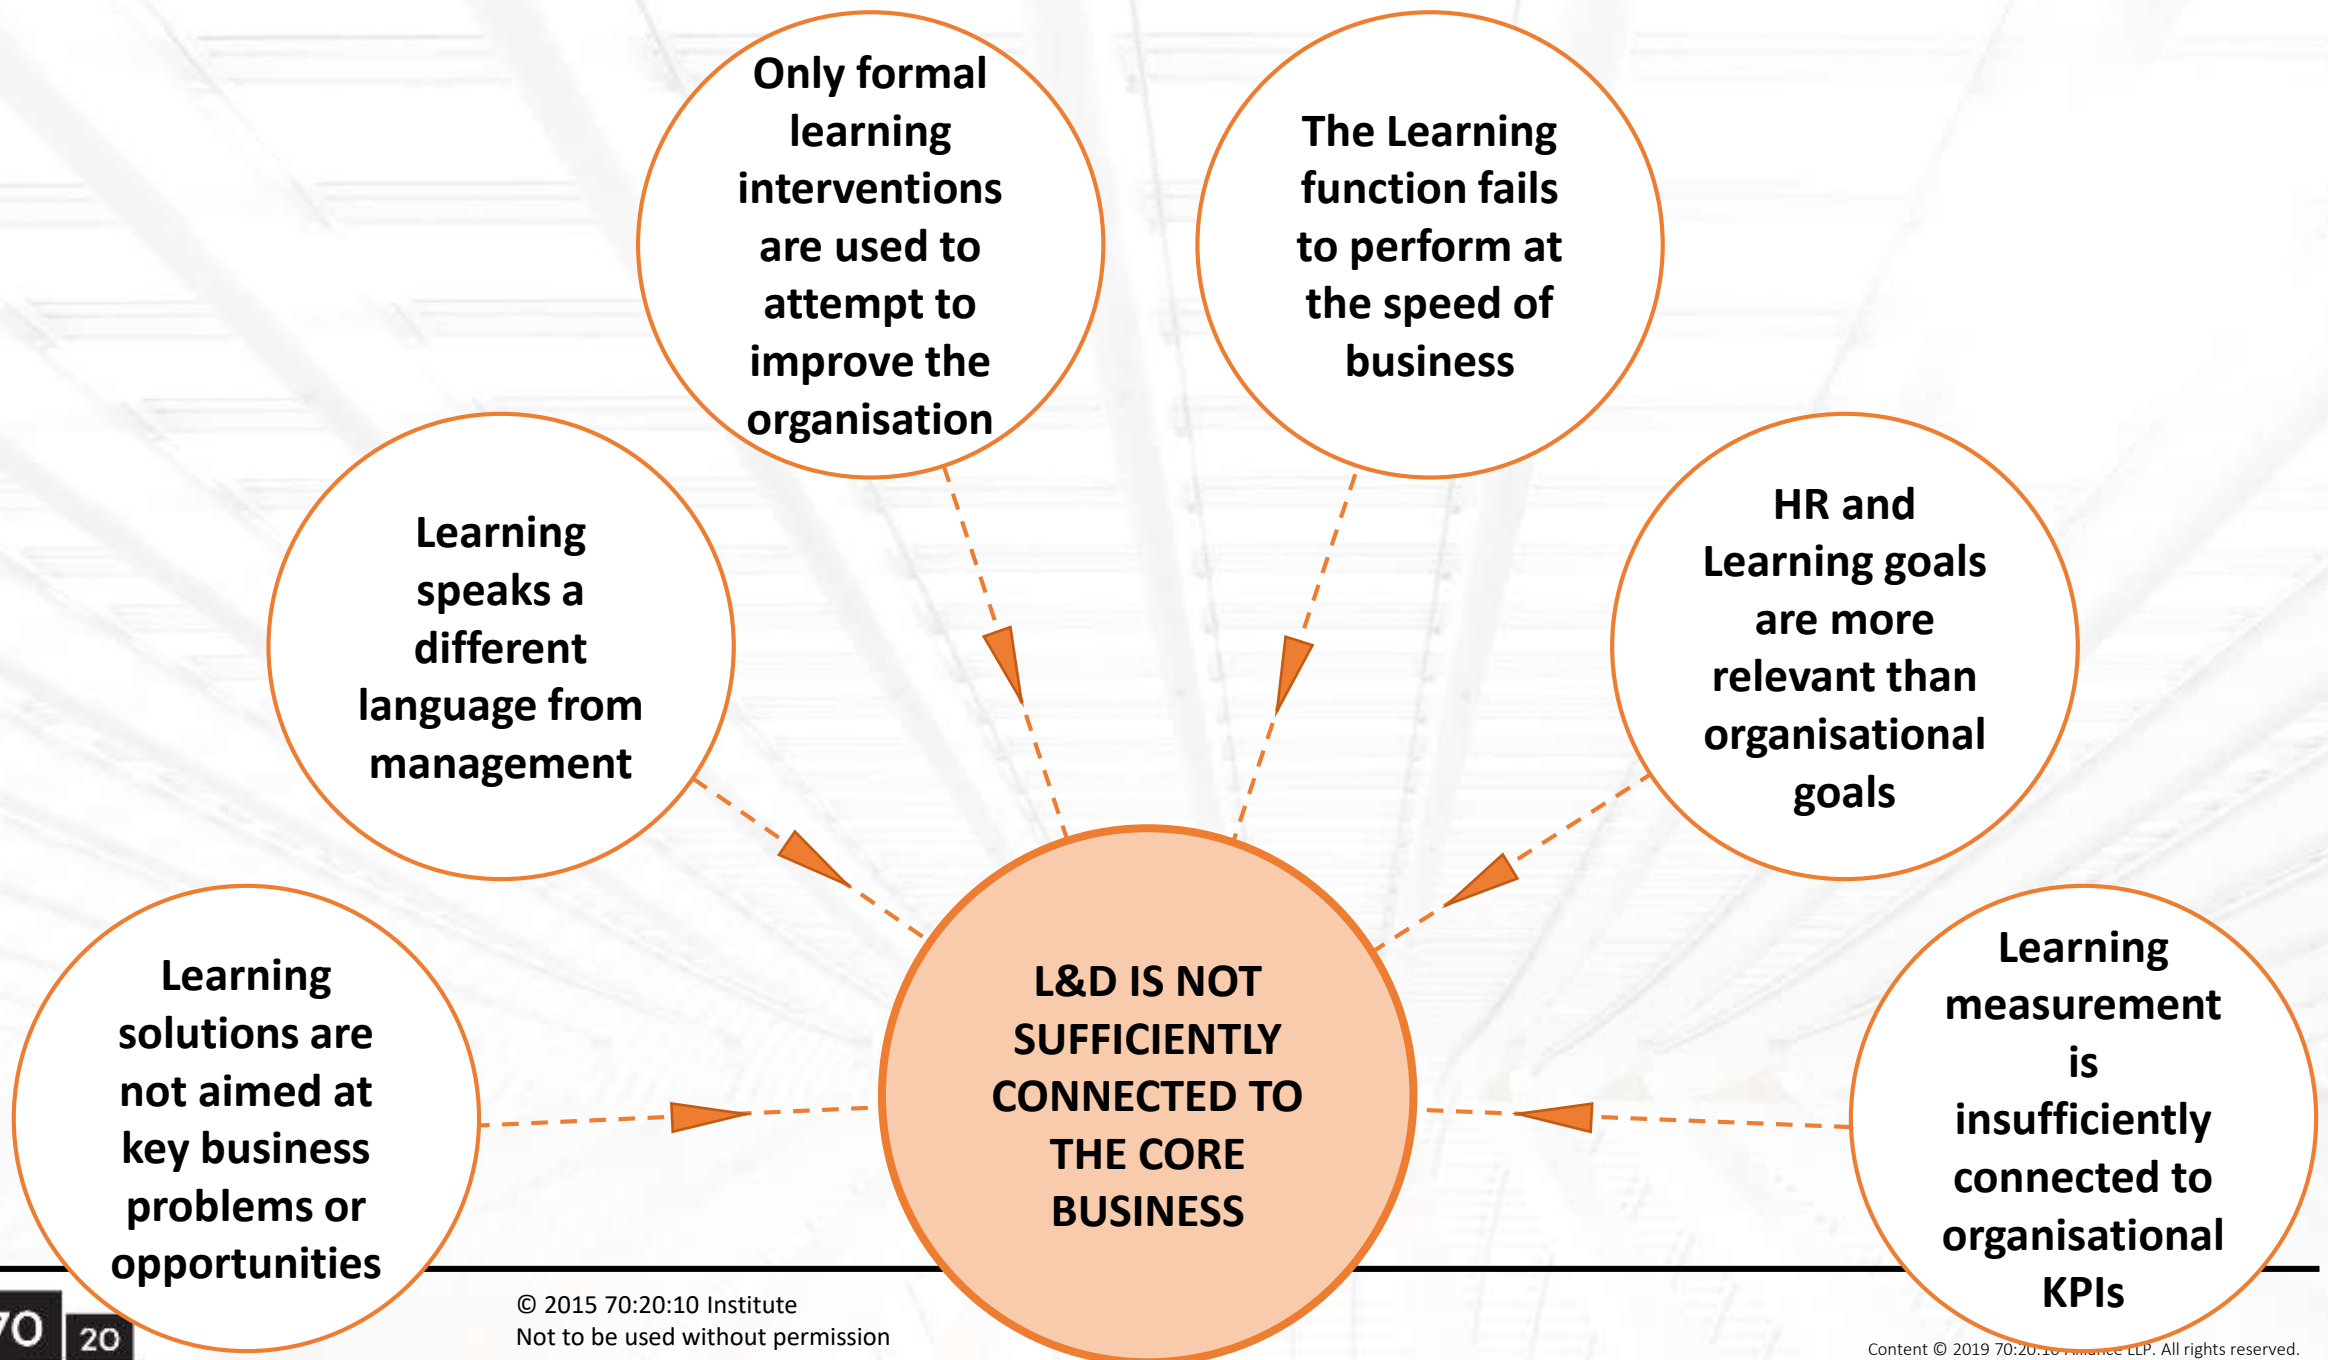 Only formal
learning
interventions
are used to
attempt to
improve the
organisation
The Learning
function fails
to perform at
the speed of
business
Learning
speaks a
different
language from
management
HR and
Learning goals
are more
relevant than
organisational
goals
Learning
solutions are
not aimed at
key business
problems or
opportunities
L&D IS NOT
SUFFICIENTLY
CONNECTED TO
THE CORE
BUSINESS
Learning
measurement
is
insufficiently
connected to
organisational
KPIs
70
20
© 2015 70:20:10 Institute
Not to be used without permission
Content © 2019 70:20:10 Alliance LLP. All rights reserved.